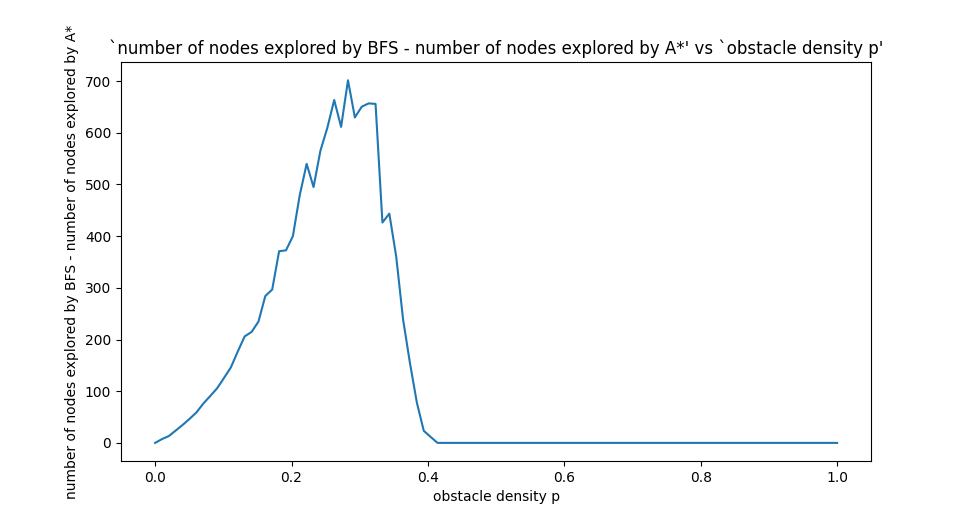 `number of nodes explored by BFS - number of nodes explored by A*' vs `obstacle density p'
number of nodes explored by BFS - number of nodes explored by A*
700
600
500
400
300
200
100
0
0.0 0.2 0.4 0.6 0.8 1.0
obstacle density p